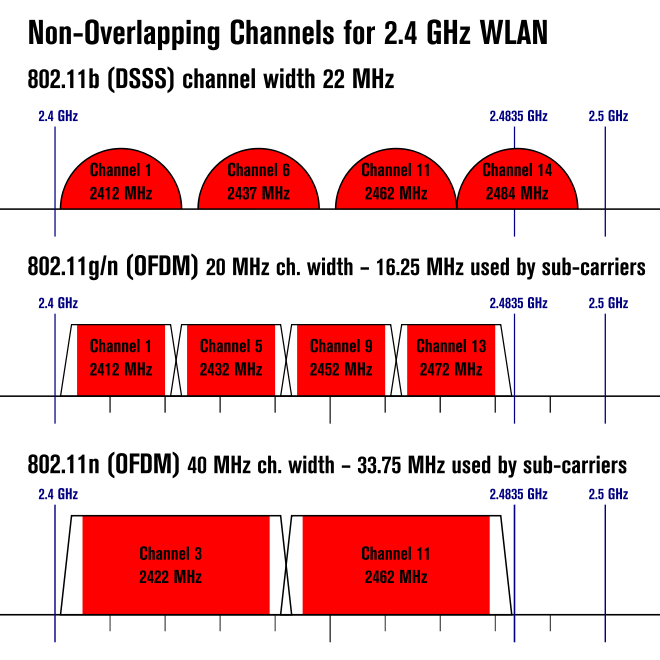 Non-Overlapping Channels for 2.4 GHz WLAN
802.11b (DSSS) channel width 22 MHz
2.4 GHz 2.4835 GHz 2.5 GHz
Channel 1 Channel 6 Channel 11 Channel 14
2412 MHz 2437 MHz 2462 MHz 2484 MHz
802.11g/n (OFDM) 20 MHz ch. width – 16.25 MHz used by sub-carriers
2.4 GHz 2.4835 GHz 2.5 GHz
Channel 1 Channel 5 Channel 9 Channel 13
2412 MHz 2432 MHz 2452 MHz 2472 MHz
802.11n (OFDM) 40 MHz ch. width – 33.75 MHz used by sub-carriers
2.4 GHz 2.4835 GHz 2.5 GHz
Channel 3 Channel 11
2422 MHz 2462 MHz